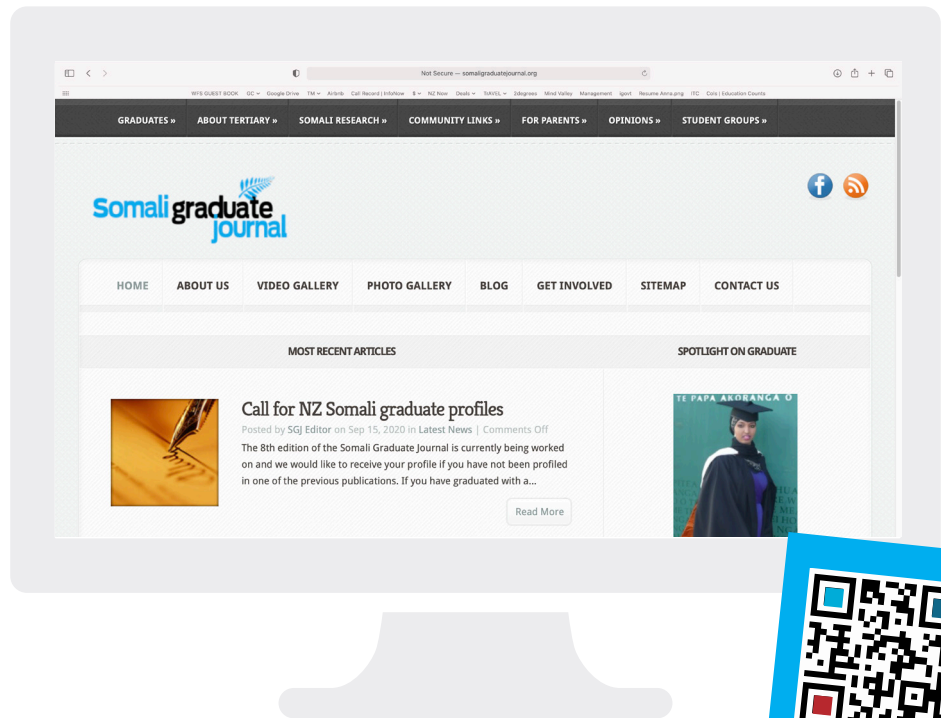 Not Secure — somaligraduatejournal.org
WFS GUEST BOOK GC Google Drive TM Airbnb Call Record | InfoNow $ NZ Now Deals TrAVEL 2degrees Mind Valley Management igovt Resume Anna.png ITC Cols | Education Counts
GRADUATES » ABOUT TERTIARY » SOMALI RESEARCH » COMMUNITY LINKS » FOR PARENTS » OPINIONS » STUDENT GROUPS »
Somali graduate
journal
HOME ABOUT US VIDEO GALLERY PHOTO GALLERY BLOG GET INVOLVED SITEMAP CONTACT US
MOST RECENT ARTICLES
Call for NZ Somali graduate profiles
Posted by SGJ Editor on Sep 15, 2020 in Latest News | Comments Off
The 8th edition of the Somali Graduate Journal is currently being worked
on and we would like to receive your profile if you have not been profiled
in one of the previous publications. If you have graduated with a...
Read More
SPOTLIGHT ON GRADUATE
TE PAPA AKORANGA O